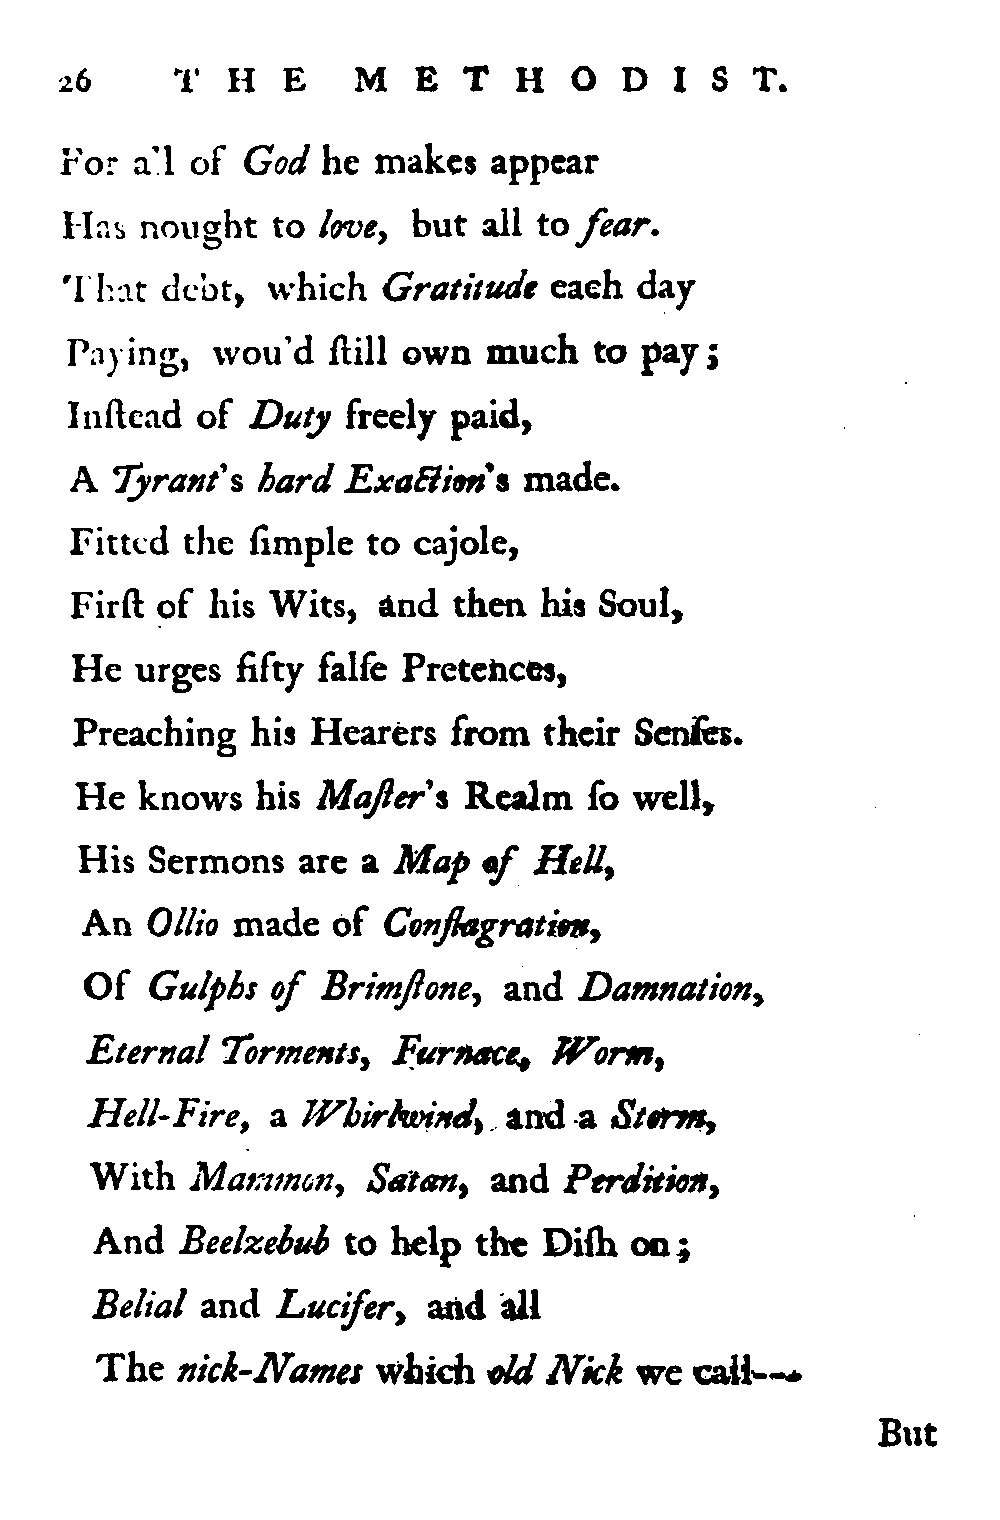 26 THE METHODIST.
For all of God he makes appear
Has nought to love, but all to fear.
That debt, which Gratitude each day
Paying, wou'd ſtill own much to pay;
Inſtead of Duty freely paid,
A Tyrant's hard Exaction's made.
Fitted the ſimple to cajole,
Firſt of his Wits, and then his Soul,
He urges fifty falſe Pretences,
Preaching his Hearers from their Senſes.
He knows his Maſter's Realm ſo well,
His Sermons are a Map of Hell,
An Ollio made of Conflagration,
Of Gulphs of Brimſtone, and Damnation,
Eternal Torments, Furnace, Worm,
Hell-Fire, a Whirlwind, and a Storm,
With Mammon, Satan, and Perdition,
And Beelzebub to help the Diſh on;
Belial and Lucifer, and all
The nick-Names which old Nick we call---
But